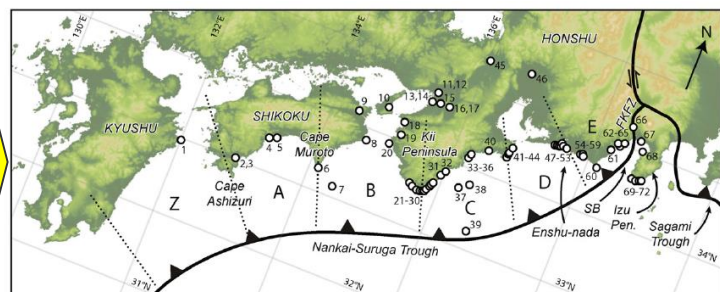 130°E
132°E
134°E
136°E
HONSHU
N
45
46
11,12
13,14
15
16,17
10
9
18
19
20
8
SHIKOKU
KYUSHU
1
2,3
4 5
Cape
Muroto
6
7
Kii
Peninsula
40
41-44
33-36
31 32
21-30
37
38
39
E
FKFZ
66
62-65
67
61
68
54-59
47-53
60
69-72
Cape
Ashizuri
Z
A
B
C
D
Enshu-nada
SB
Izu
Pen.
Sagami
Trough
Nankai-Suruga Trough
31°N
32°N
33°N
34°N